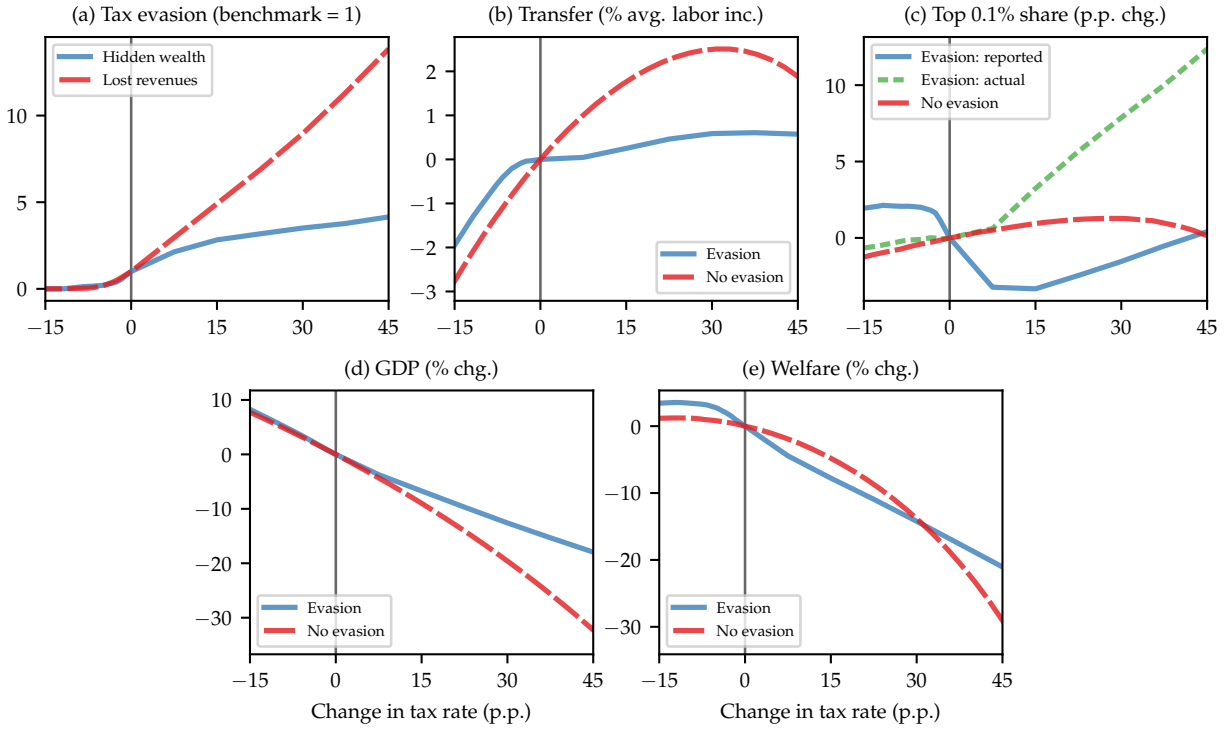 (a) Tax evasion (benchmark = 1)
Hidden wealth
Lost revenues
10
5
0
−15
0
15
30
45
(b) Transfer (% avg. labor inc.)
2
1
0
−1
−2
−3
Evasion
No evasion
−15
0
15
30
45
(c) Top 0.1% share (p.p. chg.)
Evasion: reported
Evasion: actual
No evasion
10
5
0
−15
0
15
30
45
(d) GDP (% chg.)
10
0
−10
−20
−30
Evasion
No evasion
−15
0
15
30
45
Change in tax rate (p.p.)
(e) Welfare (% chg.)
0
−10
−20
−30
Evasion
No evasion
−15
0
15
30
45
Change in tax rate (p.p.)